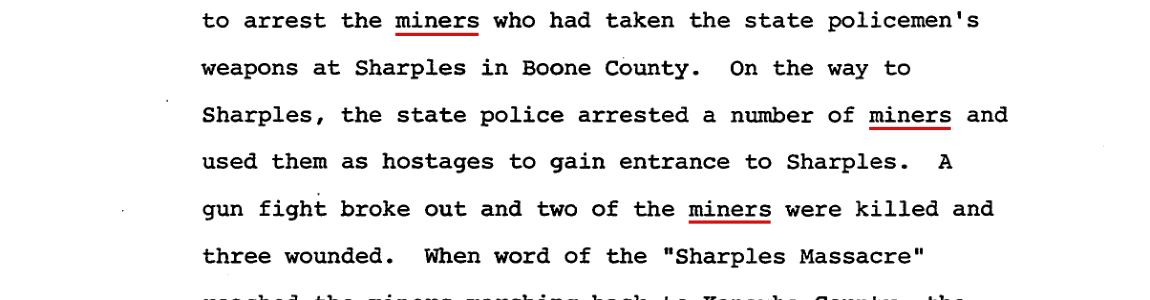 to arrest the miners who had taken the state policemen's
weapons at Sharples in Boone County. On the way to
Sharples, the state police arrested a number of miners and
used them as hostages to gain entrance to Sharples. A
gun fight broke out and two of the miners were killed and
three wounded. When word of the "Sharples Massacre"